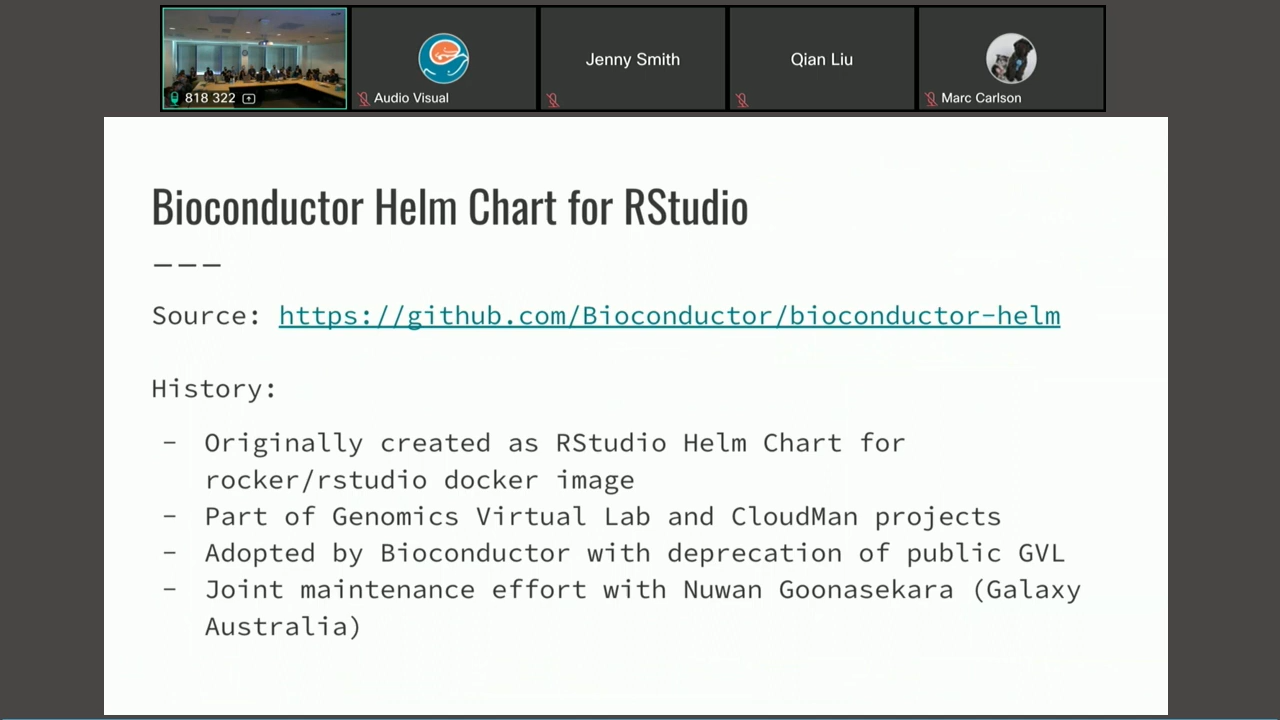 818 322
Audio Visual
Jenny Smith
Qian Liu
Marc Carlson
Bioconductor Helm Chart for RStudio
———
Source: https://github.com/Bioconductor/bioconductor-helm
History:
- Originally created as RStudio Helm Chart for
rocker/rstudio docker image
- Part of Genomics Virtual Lab and CloudMan projects
- Adopted by Bioconductor with deprecation of public GVL
- Joint maintenance effort with Nuwan Goonasekara (Galaxy
Australia)